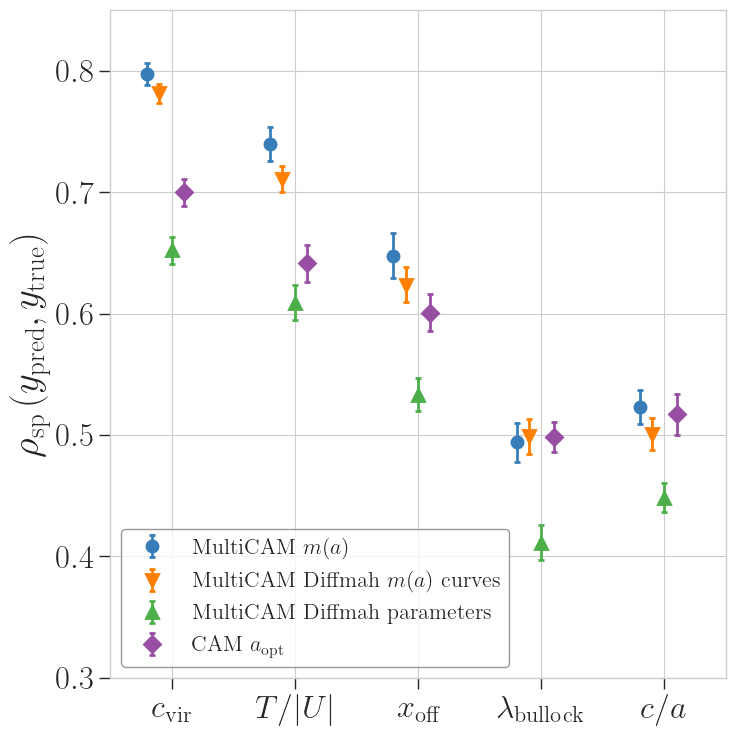 ρsp(ypred, ytrue)
0.8
0.7
0.6
0.5
0.4
0.3
MultiCAM m(a)
MultiCAM Diffmah m(a) curves
MultiCAM Diffmah parameters
CAM aopt
cvir T/|U| xoff λbullock c/a